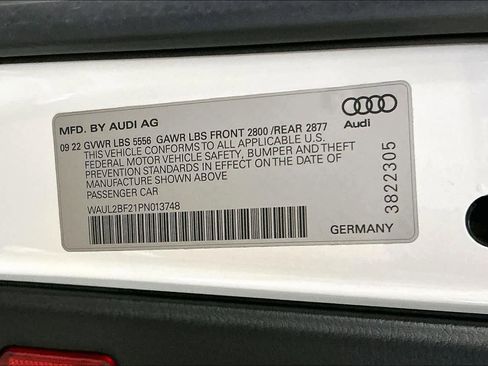 MFD. BY AUDI AG
09 22 GVWR LBS 5556 GAWR LBS FRONT 2800 /REAR 2877
THIS VEHICLE CONFORMS TO ALL APPLICABLE U.S.
FEDERAL MOTOR VEHICLE SAFETY, BUMPER AND THEFT
PREVENTION STANDARDS IN EFFECT ON THE DATE OF
MANUFACTURE SHOWN ABOVE
PASSENGER CAR
WAUL2BF21PN013748
Audi
3822305
GERMANY